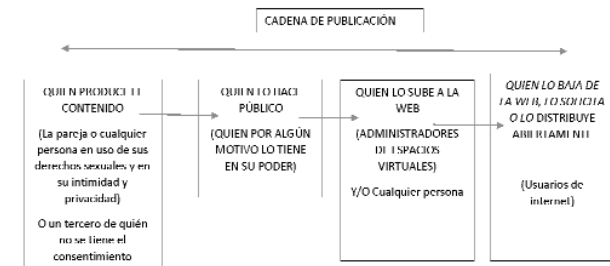 CADENA DE PUBLICACIÓN
QUIEN PRODUCE EL
CONTENIDO
(La pareja o cualquier
persona en uso de sus
derechos sexuales y en
su intimidad y
privacidad)
O un tercero de quién
no se tiene el
consentimiento
QUIEN LO HACE
PÚBLICO
(QUIEN POR ALGÚN
MOTIVO LO TIENE
EN SU PODER)
QUIEN LO SUBE A LA
WEB
(ADMINISTRADORES
DE ESPACIOS
VIRTUALES)
Y/O Cualquier persona
QUIEN LO BAJA DE
LA WEB, LO SOLICITA
O LO DISTRIBUYE
ABIERTAMENTE
(Usuarios de
internet)